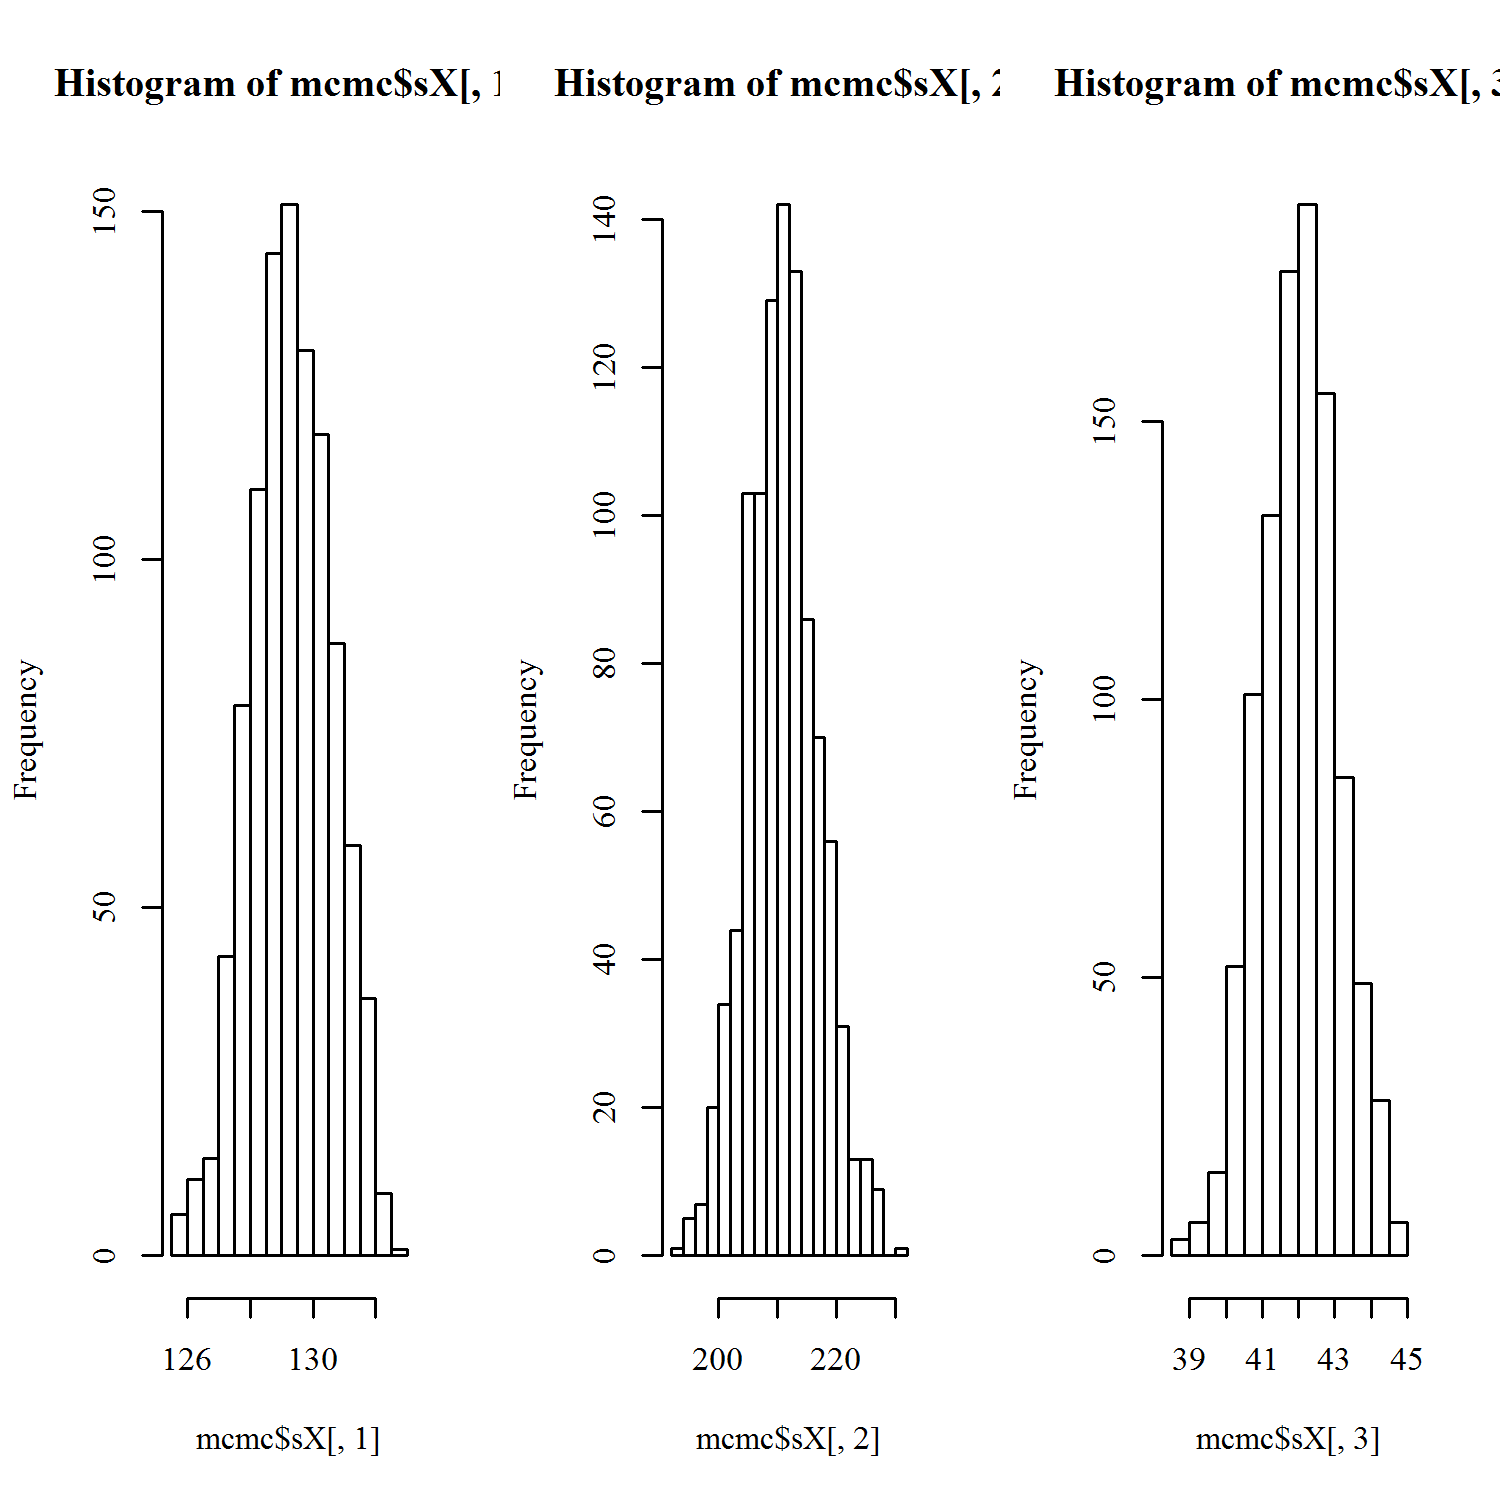 Histogram of mcmc$sX[, 1
Frequency
150
100
50
0
126 130
mcmc$sX[, 1]
Histogram of mcmc$sX[, 2
Frequency
140
120
100
80
60
40
20
0
200 220
mcmc$sX[, 2]
Histogram of mcmc$sX[, 3
Frequency
150
100
50
0
39 41 43 45
mcmc$sX[, 3]